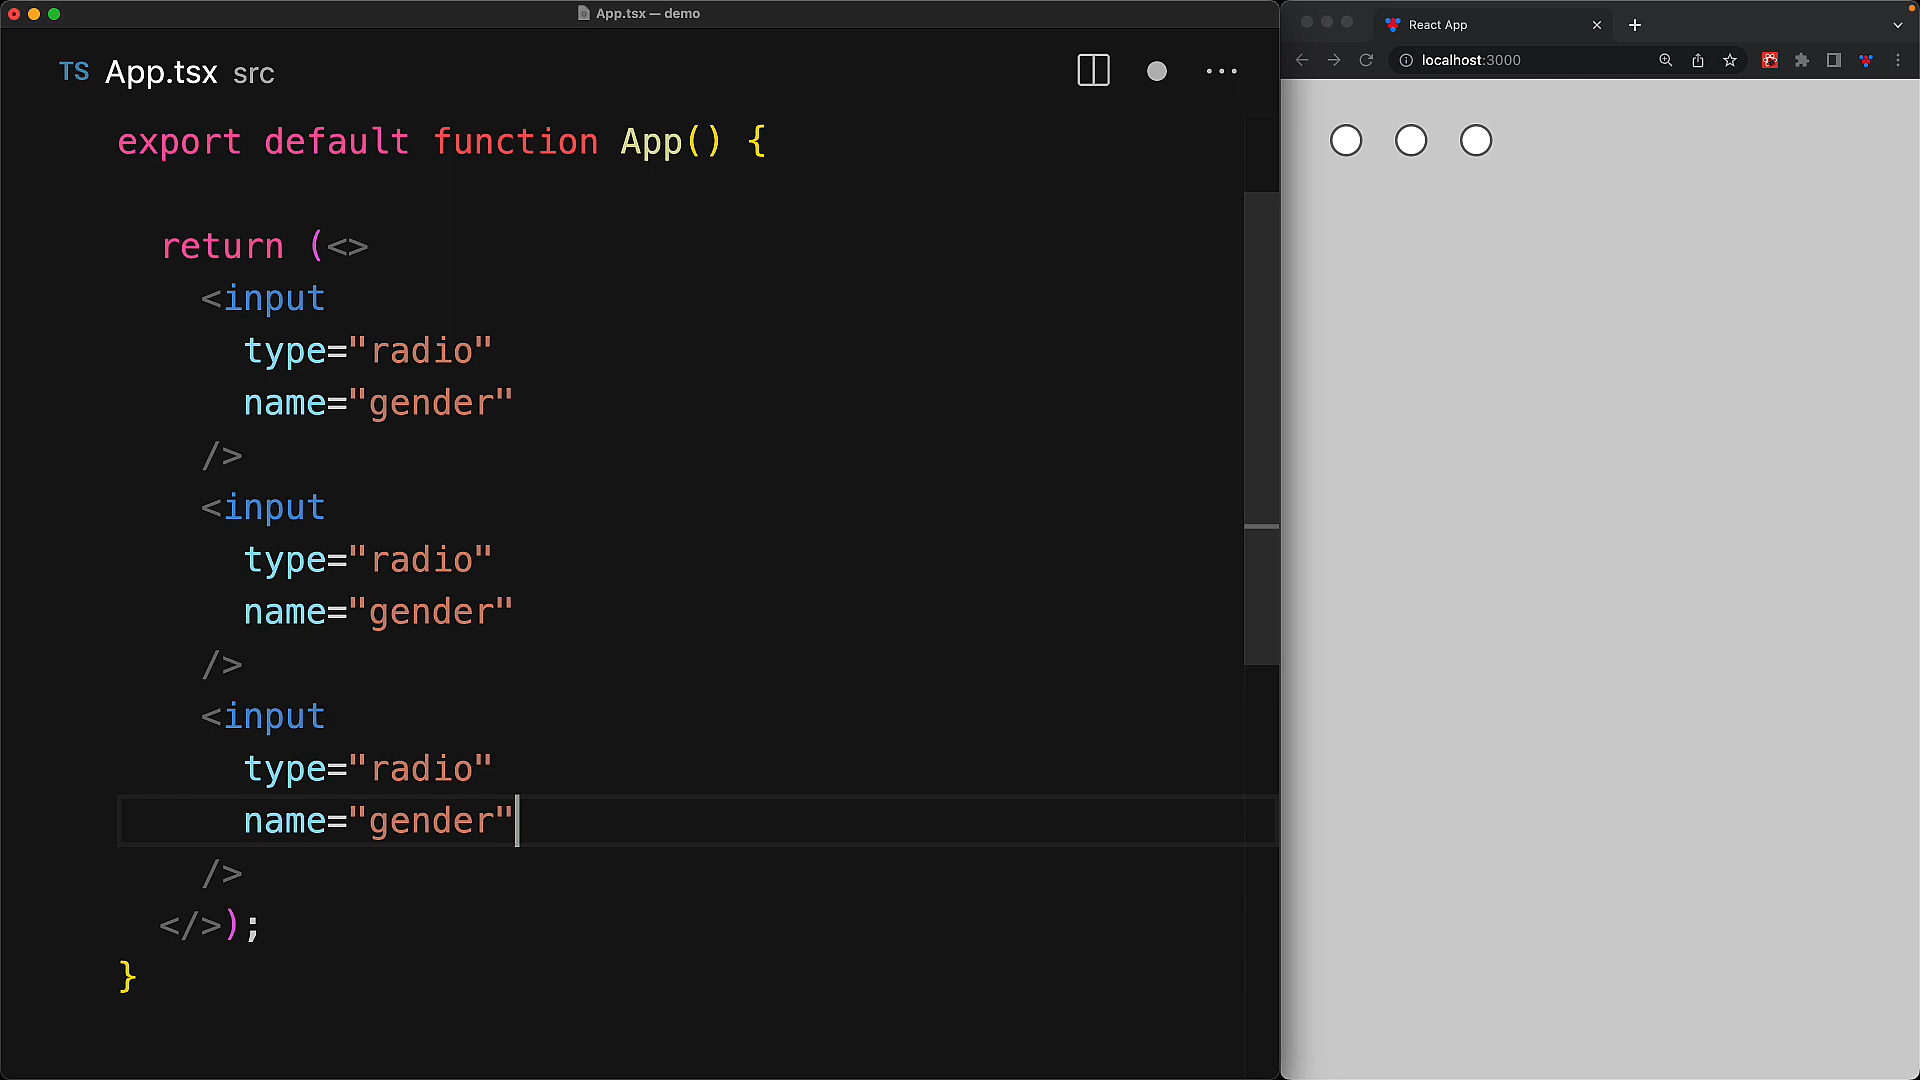 App.tsx — demo
TS App.tsx src
export default function App() {
return (<>
<input
type="radio"
name="gender"
/>
<input
type="radio"
name="gender"
/>
<input
type="radio"
name="gender"
/>
</>);
}
React App
localhost:3000